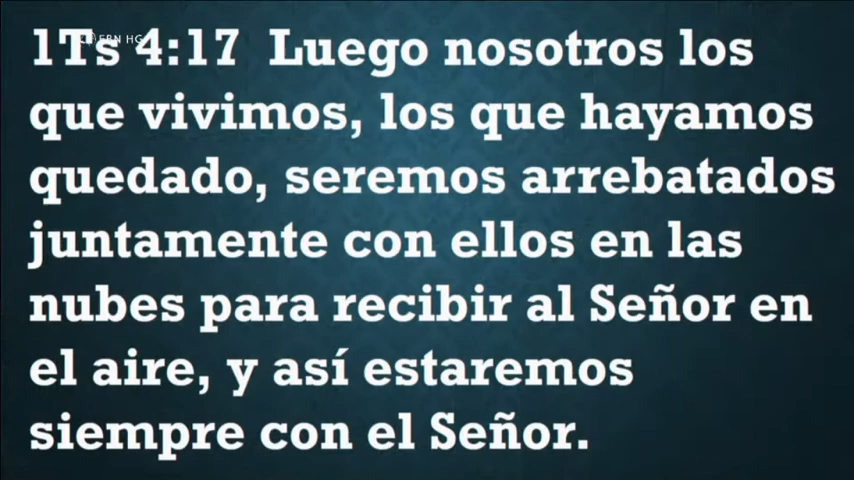 1Ts 4:17 Luego nosotros los
que vivimos, los que hayamos
quedado, seremos arrebatados
juntamente con ellos en las
nubes para recibir al Señor en
el aire, y así estaremos
siempre con el Señor.